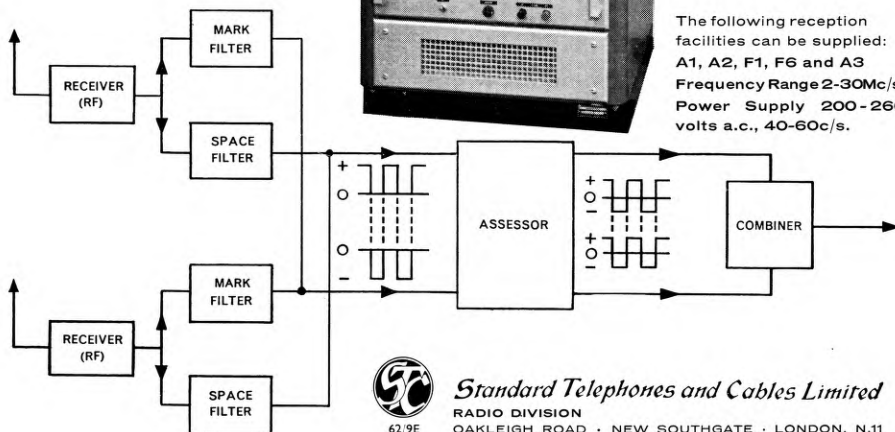 The following reception
facilities can be supplied:
A1, A2, F1, F6 and A3
Frequency Range 2-30Mc/s
Power Supply 200-26
volts a.c., 40-60c/s.
MARK
FILTER
RECEIVER
(RF)
SPACE
FILTER
+
O
O
-
ASSESSOR
+
O
-
+
O
-
COMBINER
MARK
FILTER
RECEIVER
(RF)
SPACE
FILTER
STC
Standard Telephones and Cables Limited
RADIO DIVISION
62/9E
OAKLEIGH ROAD · NEW SOUTHGATE · LONDON, N.11